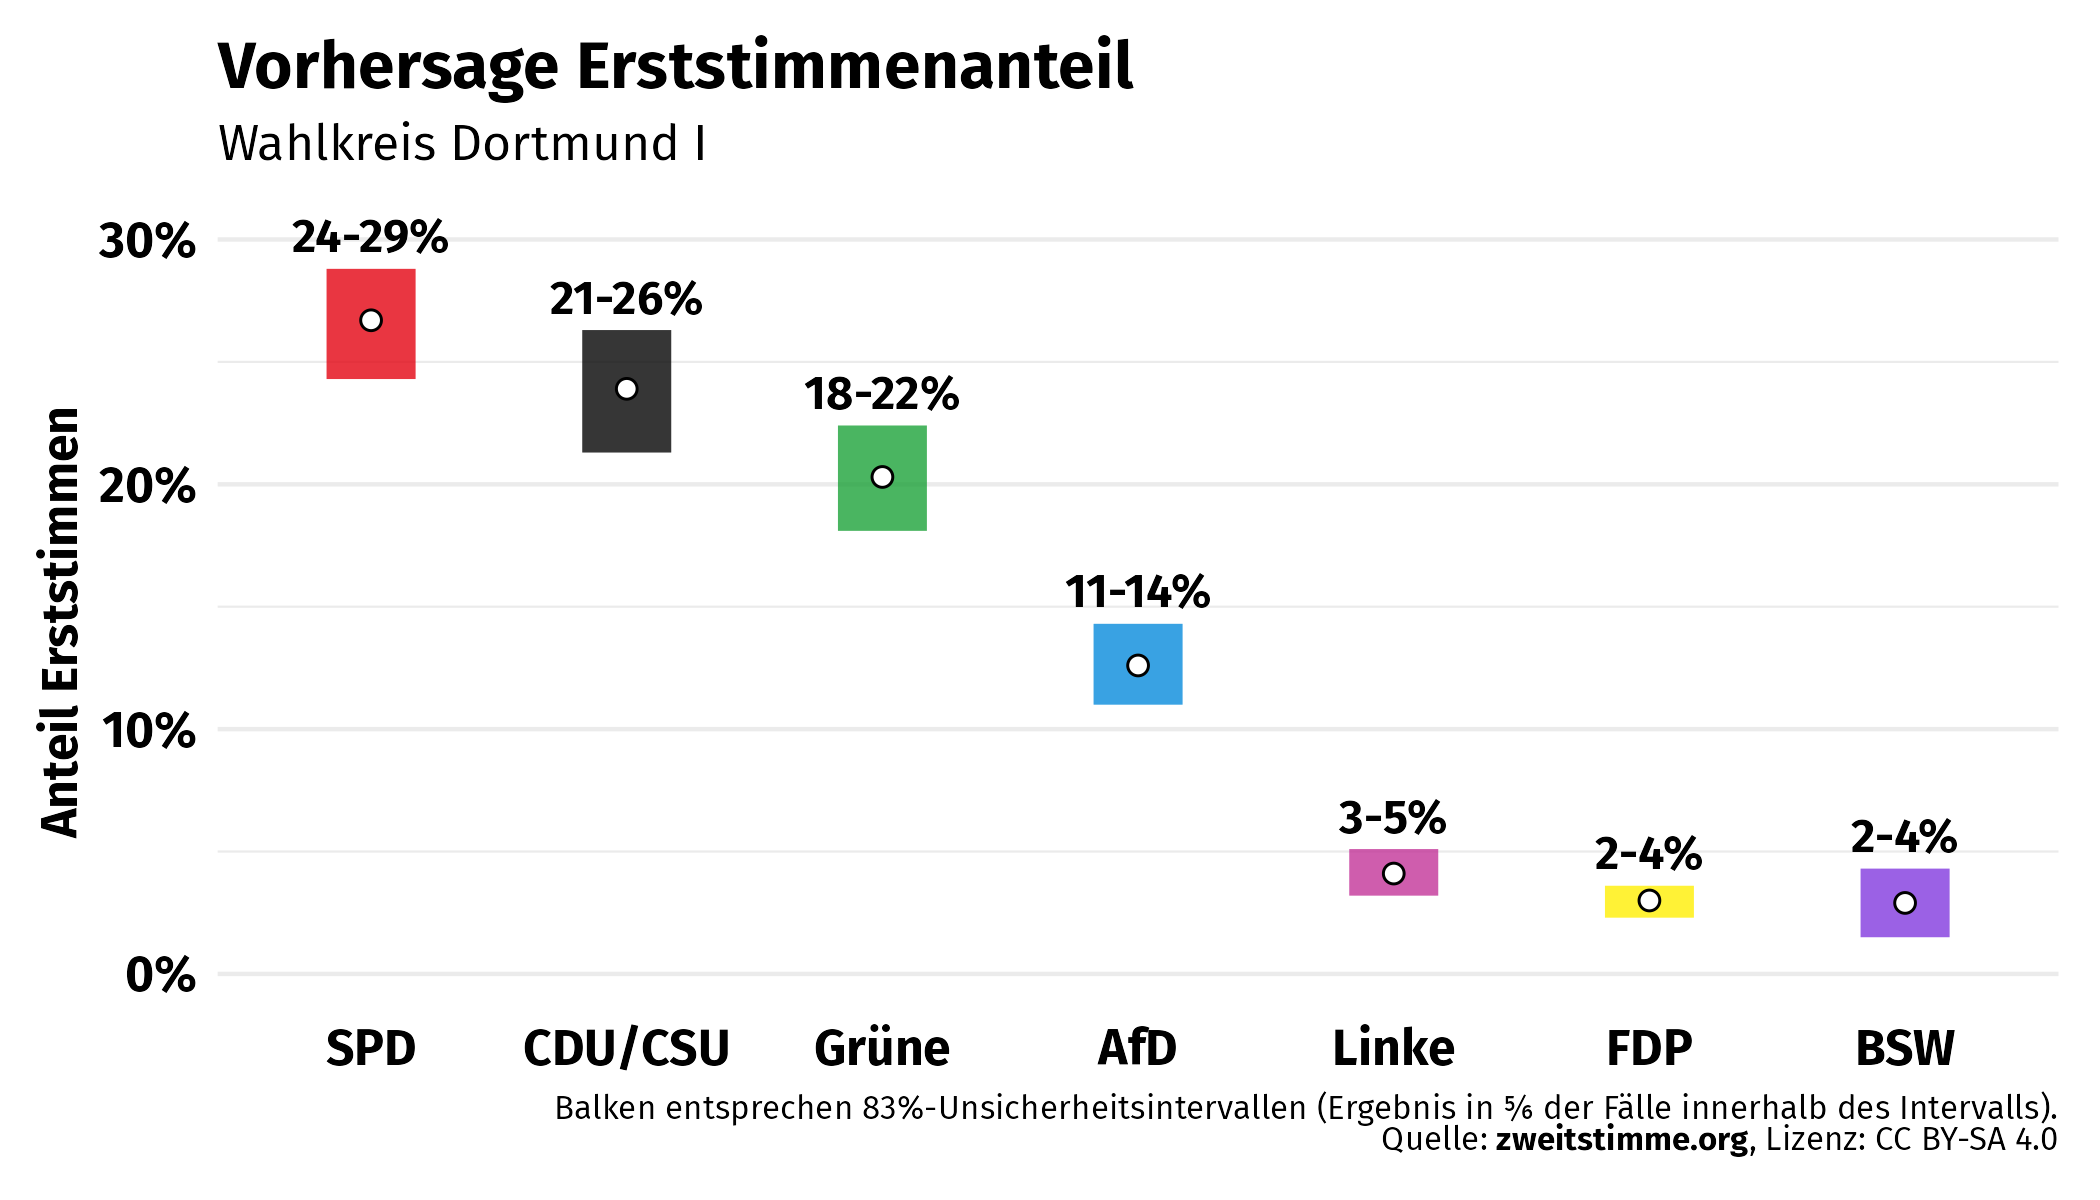 Vorhersage Erststimmenanteil
Wahlkreis Dortmund I
Anteil Erststimmen
30%
20%
10%
0%
24-29%
21-26%
18-22%
11-14%
3-5%
2-4%
2-4%
SPD
CDU/CSU
Grüne
AfD
Linke
FDP
BSW
Balken entsprechen 83%-Unsicherheitsintervallen (Ergebnis in ⅚ der Fälle innerhalb des Intervalls).
Quelle: zweitstimme.org, Lizenz: CC BY-SA 4.0